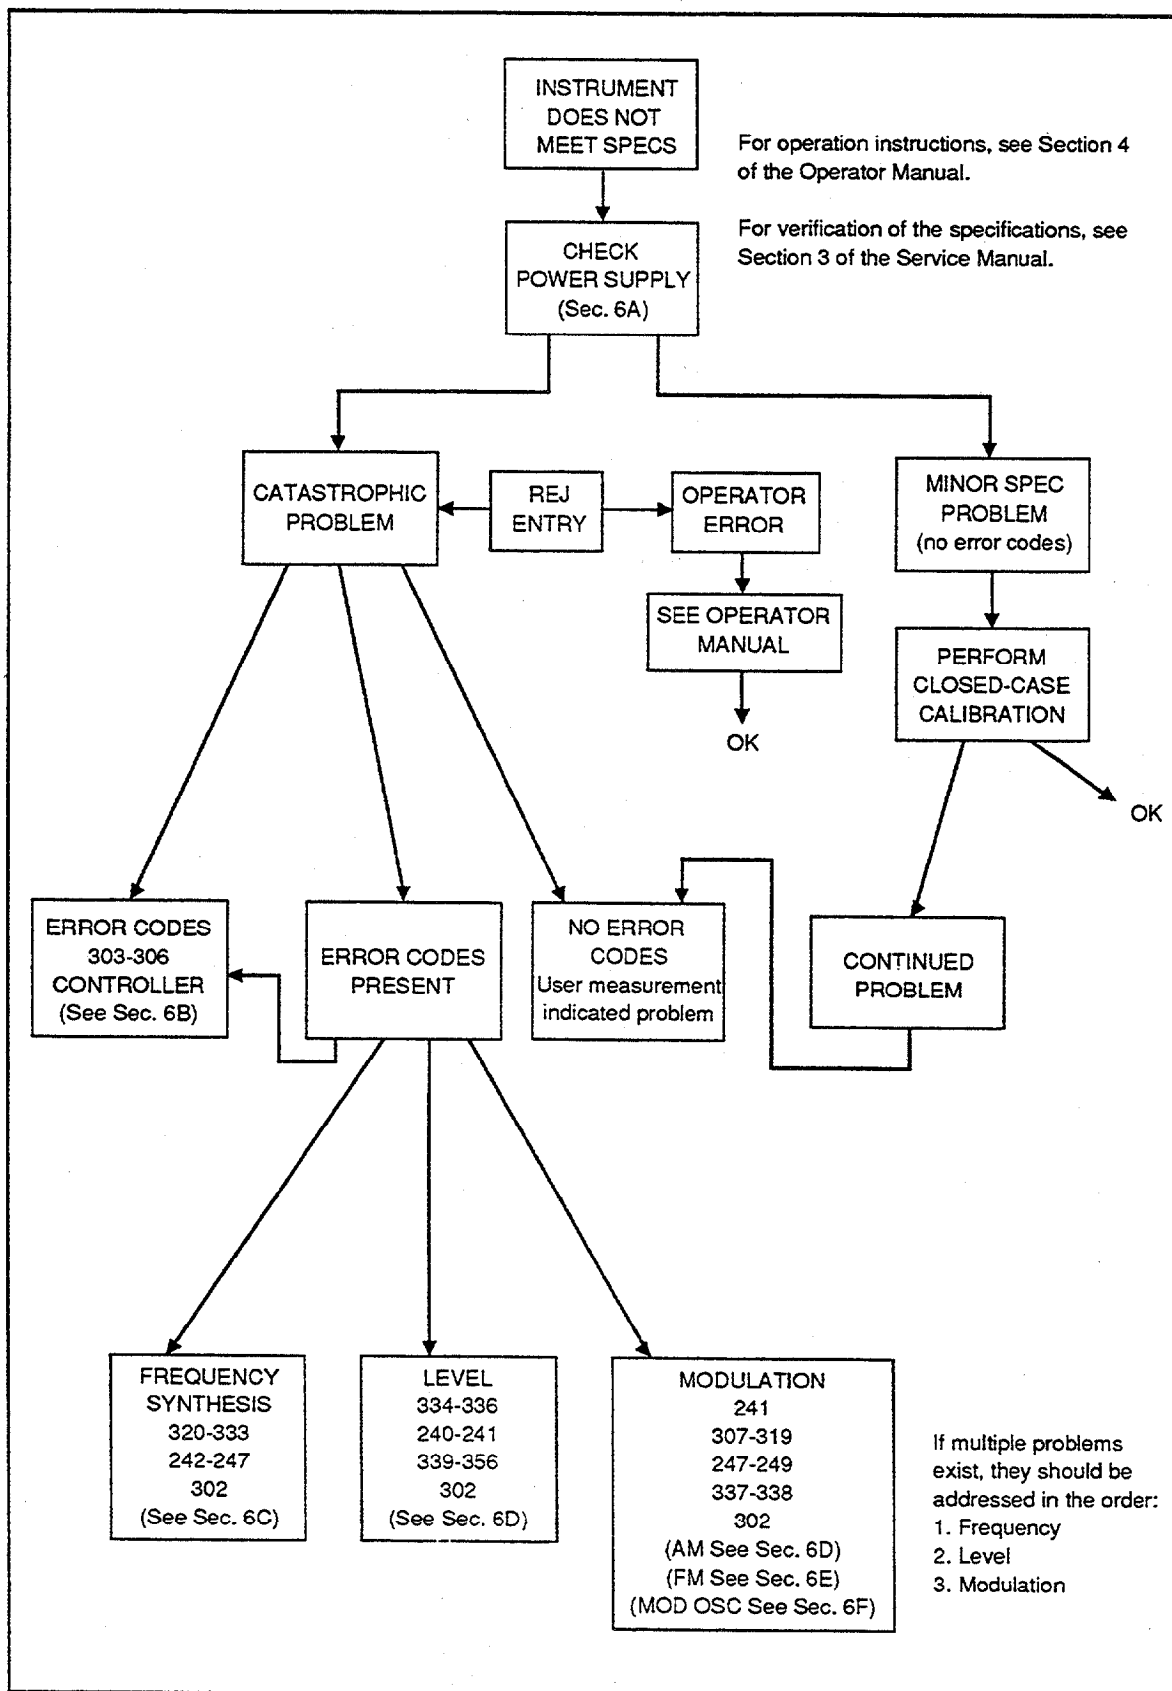 INSTRUMENT
DOES NOT
MEET SPECS
For operation instructions, see Section 4
of the Operator Manual.
For verification of the specifications, see
Section 3 of the Service Manual.
CHECK
POWER SUPPLY
(Sec. 6A)
CATASTROPHIC
PROBLEM
REJ
ENTRY
OPERATOR
ERROR
MINOR SPEC
PROBLEM
(no error codes)
SEE OPERATOR
MANUAL
OK
PERFORM
CLOSED-CASE
CALIBRATION
OK
ERROR CODES
303-306
CONTROLLER
(See Sec. 6B)
ERROR CODES
PRESENT
NO ERROR
CODES
User measurement
indicated problem
CONTINUED
PROBLEM
FREQUENCY
SYNTHESIS
320-333
242-247
302
(See Sec. 6C)
LEVEL
334-336
240-241
339-356
302
(See Sec. 6D)
MODULATION
241
307-319
247-249
337-338
302
(AM See Sec. 6D)
(FM See Sec. 6E)
(MOD OSC See Sec. 6F)
If multiple problems
exist, they should be
addressed in the order:
1. Frequency
2. Level
3. Modulation